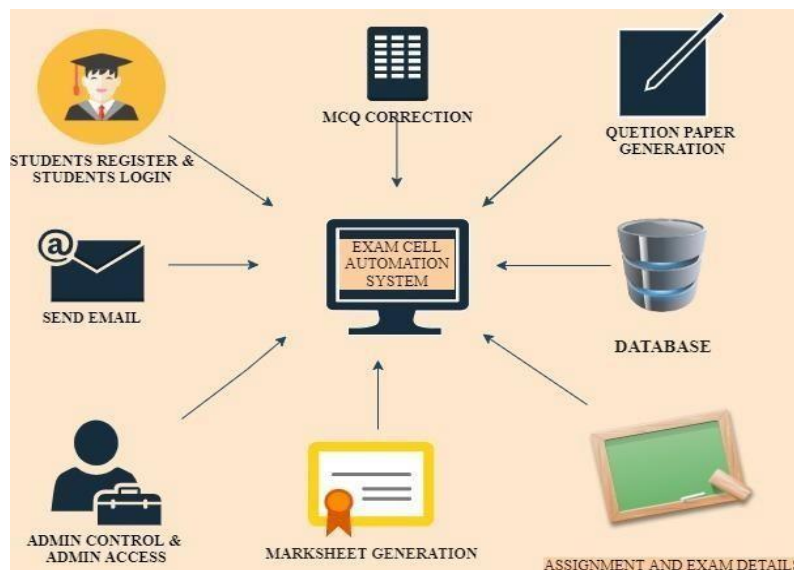 MCQ CORRECTION
QUETION PAPER
GENERATION
STUDENTS REGISTER &
STUDENTS LOGIN
EXAM CELL
AUTOMATION
SYSTEM
@
SEND EMAIL
DATABASE
ADMIN CONTROL &
ADMIN ACCESS
MARKSHEET GENERATION
ASSIGNMENT AND EXAM DETAILS